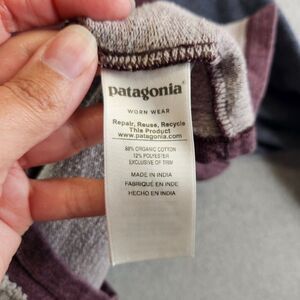 patagonia®
WORN WEAR
Repair, Reuse, Recycle
This Product
www.patagonia.com
88% ORGANIC COTTON
12% POLYESTER
EXCLUSIVE OF TRIM
MADE IN INDIA
FABRIQUÉ EN INDE
HECHO EN INDIA